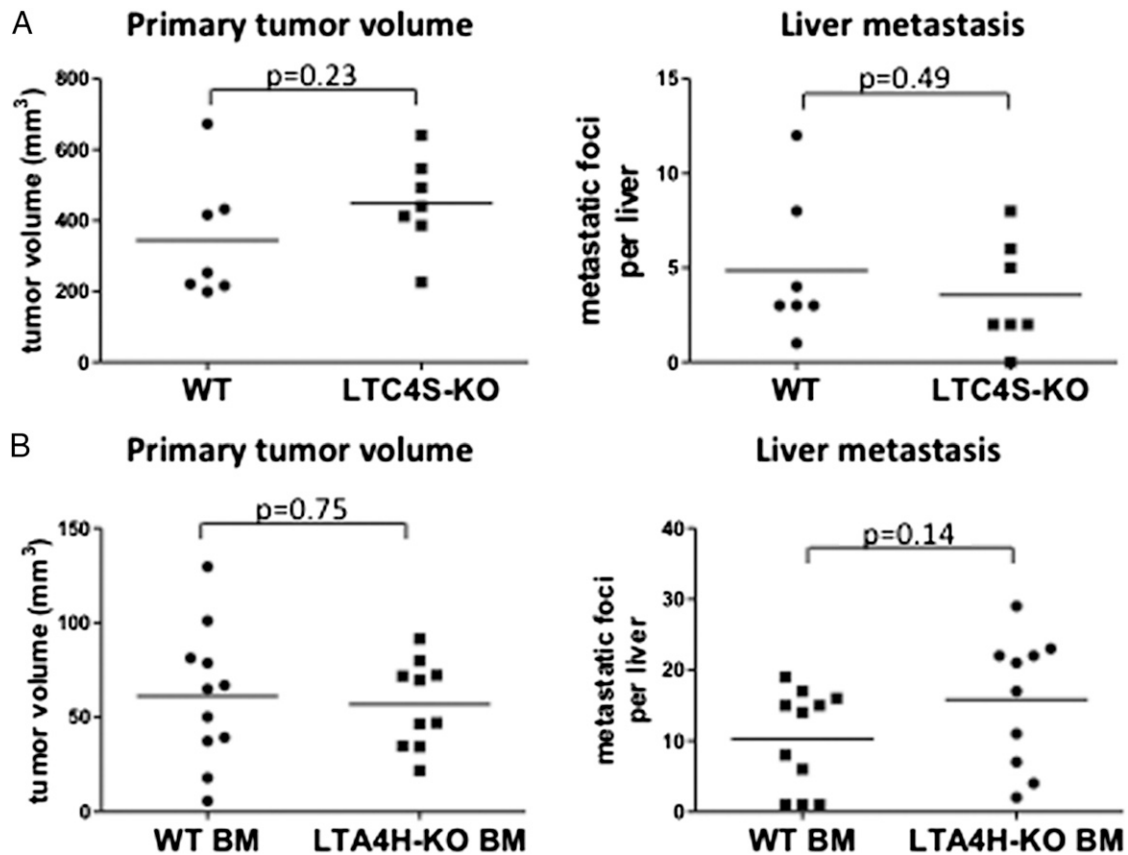 A
Primary tumor volume
Liver metastasis
p=0.23
p=0.49
tumor volume (mm3)
800
600
400
200
0
WT
LTC4S-KO
metastatic foci
per liver
15
10
5
0
WT
LTC4S-KO
B
Primary tumor volume
Liver metastasis
p=0.75
p=0.14
tumor volume (mm3)
150
100
50
0
WT BM
LTA4H-KO BM
metastatic foci
per liver
40
30
20
10
0
WT BM
LTA4H-KO BM